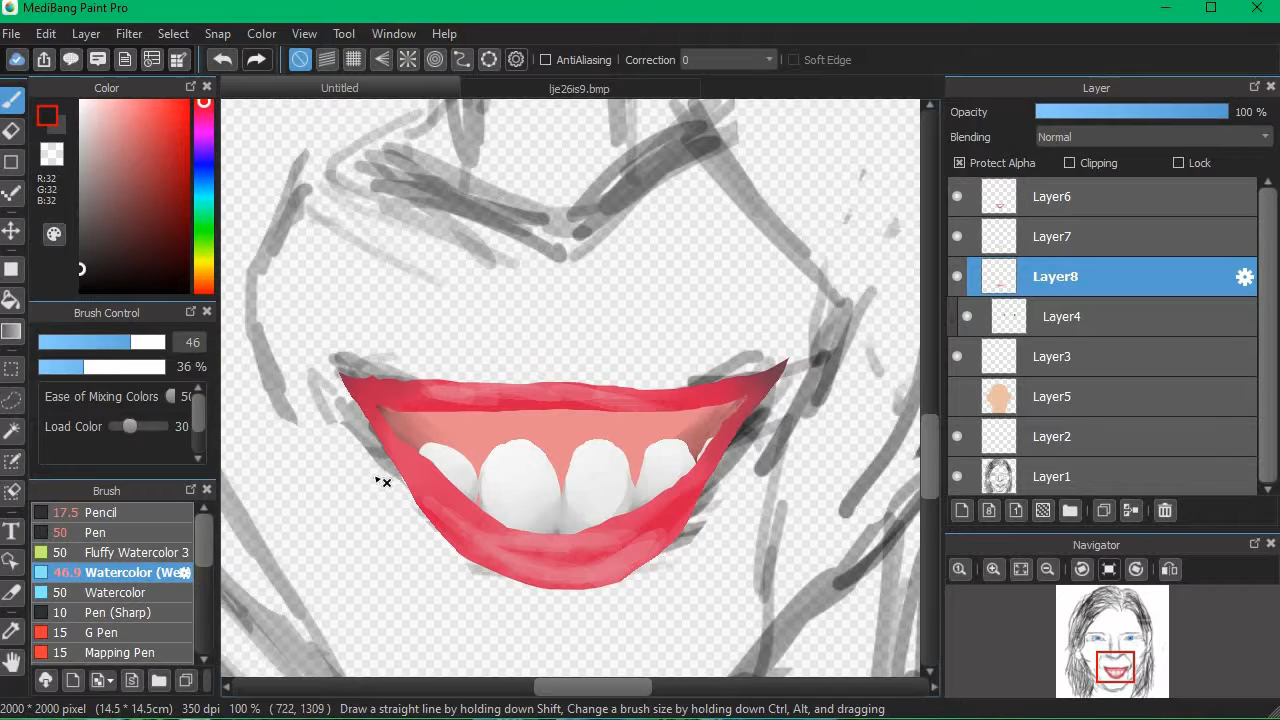 MediBang Paint Pro
File Edit Layer Filter Select Snap Color View Tool Window Help
AntiAliasing Correction 0 Soft Edge
Color Untitled lje26is9.bmp Layer
Opacity 100 %
Blending Normal
Protect Alpha Clipping Lock
R:32
G:32
B:32
Layer6
Layer7
Layer8
Layer4
Layer3
Layer5
Layer2
Layer1
Brush Control
46
36 %
Ease of Mixing Colors 50
Load Color 30
Brush
17.5 Pencil
50 Pen
50 Fluffy Watercolor 3
46.9 Watercolor (Wet)
50 Watercolor
10 Pen (Sharp)
15 G Pen
15 Mapping Pen
Navigator
2000 * 2000 pixel (14.5 * 14.5cm) 350 dpi 100 % ( 722, 1309 ) Draw a straight line by holding down Shift, Change a brush size by holding down Ctrl, Alt, and dragging